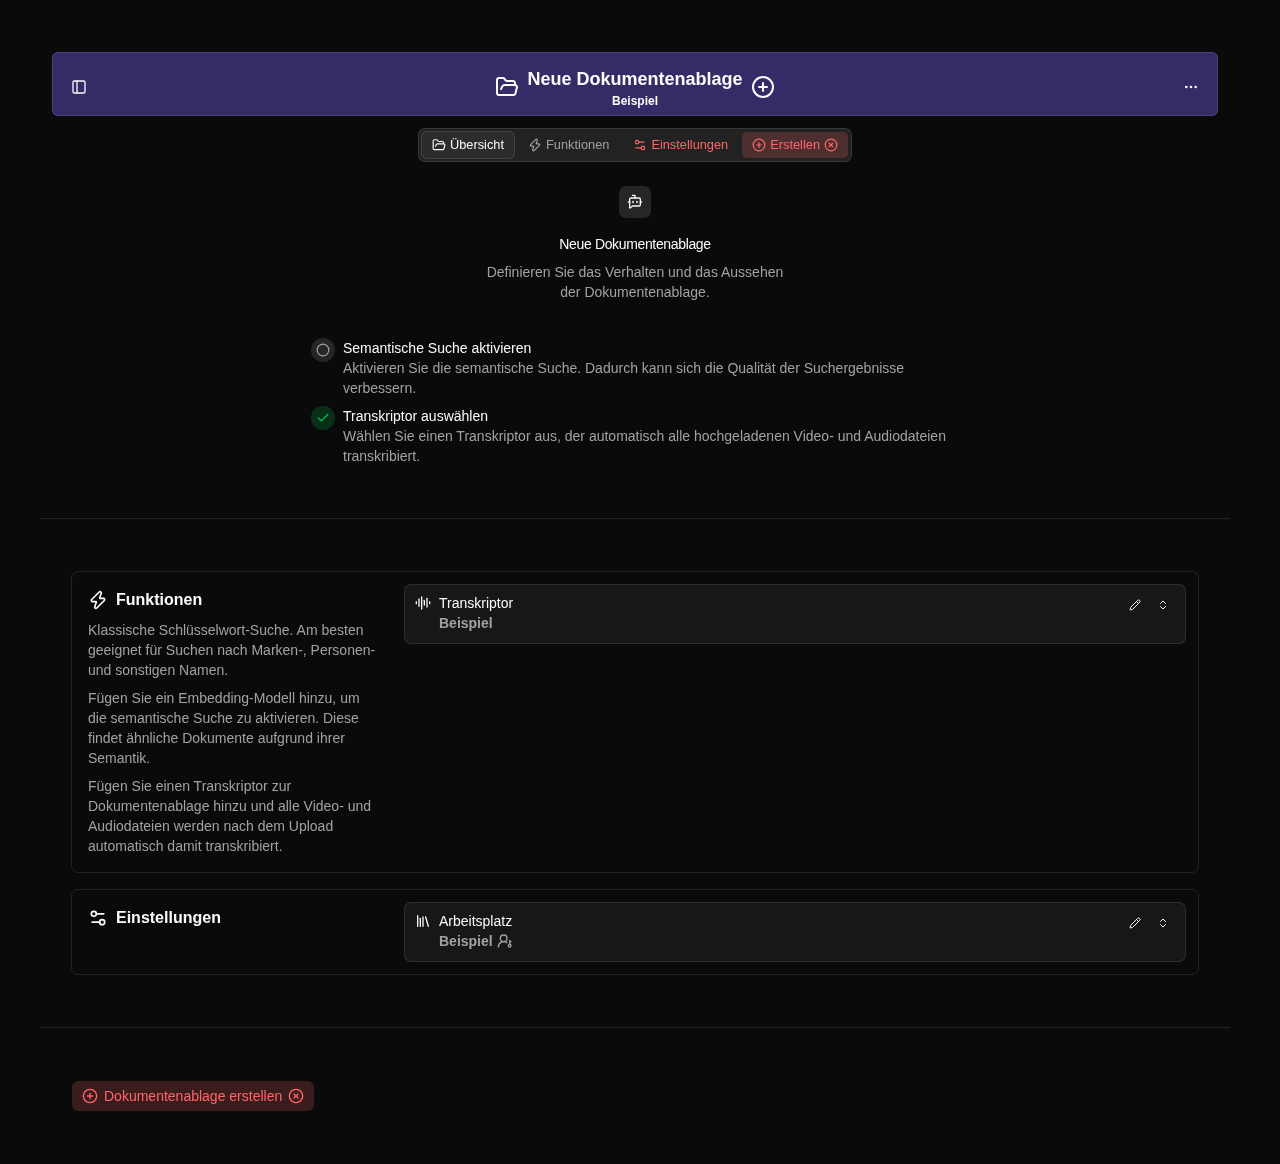 Neue Dokumentenablage
Beispiel
Übersicht Funktionen Einstellungen Erstellen
Neue Dokumentenablage
Definieren Sie das Verhalten und das Aussehen
der Dokumentenablage.
Semantische Suche aktivieren
Aktivieren Sie die semantische Suche. Dadurch kann sich die Qualität der Suchergebnisse
verbessern.
Transkriptor auswählen
Wählen Sie einen Transkriptor aus, der automatisch alle hochgeladenen Video- und Audiodateien
transkribiert.
Funktionen
Klassische Schlüsselwort-Suche. Am besten
geeignet für Suchen nach Marken-, Personen-
und sonstigen Namen.
Fügen Sie ein Embedding-Modell hinzu, um
die semantische Suche zu aktivieren. Diese
findet ähnliche Dokumente aufgrund ihrer
Semantik.
Fügen Sie einen Transkriptor zur
Dokumentenablage hinzu und alle Video- und
Audiodateien werden nach dem Upload
automatisch damit transkribiert.
Transkriptor
Beispiel
Einstellungen
Arbeitsplatz
Beispiel
Dokumentenablage erstellen